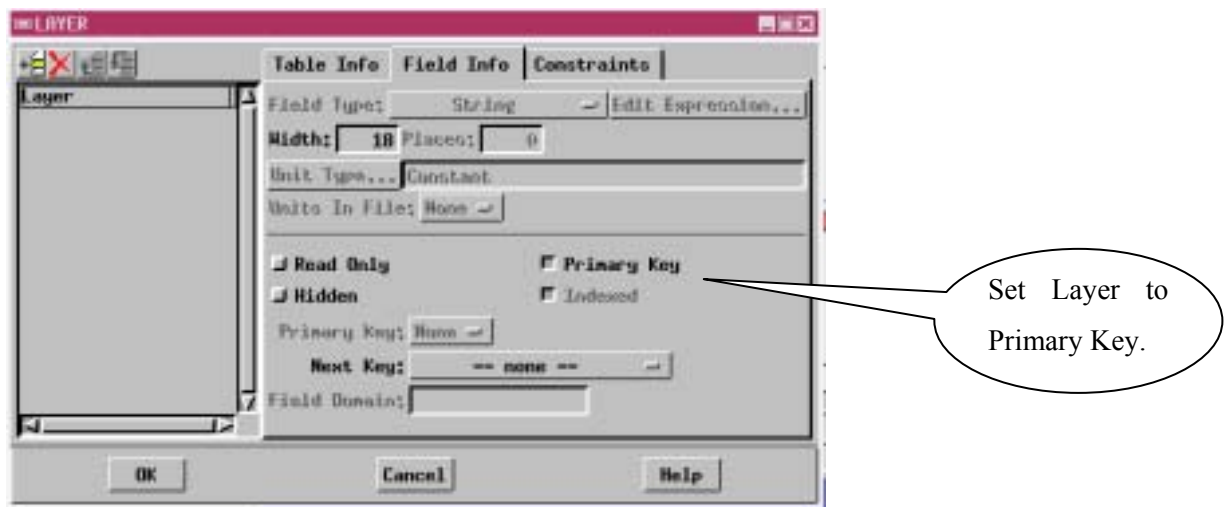 LAYER
Table Info Field Info Constraints
Layer
Field Type: String Edit Expression...
Width: 18 Places: 0
Unit Type... Constant
Units In File: None
Read Only Primary Key
Hidden Indexed
Primary Key: None
Next Key: -- none --
Field Domain:
OK Cancel Help
Set Layer to
Primary Key.